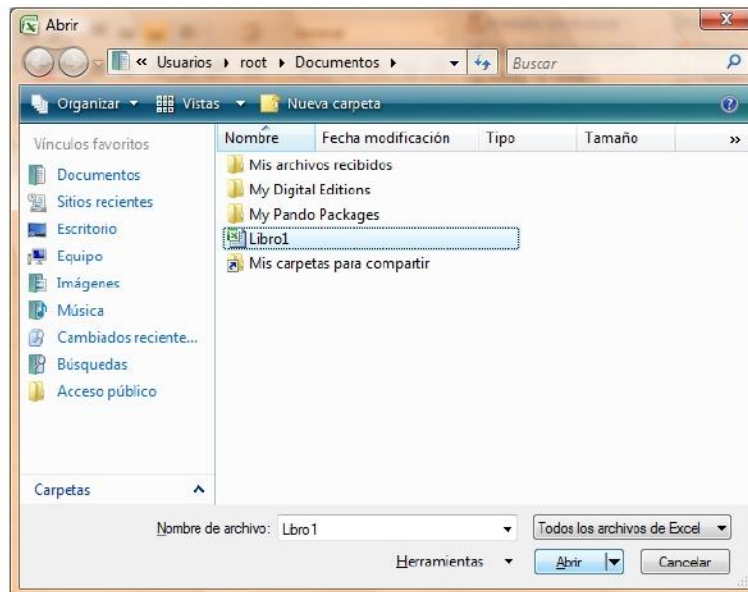 Abrir
« Usuarios root Documentos
Buscar
Organizar Vistas Nueva carpeta
Vínculos favoritos
Documentos
Sitios recientes
Escritorio
Equipo
Imágenes
Música
Cambiados reciente...
Búsquedas
Acceso público
Carpetas
Nombre Fecha modificación Tipo Tamaño »
Mis archivos recibidos
My Digital Editions
My Pando Packages
Libro1
Mis carpetas para compartir
Nombre de archivo: Libro1 Todos los archivos de Excel
Herramientas Abrir Cancelar